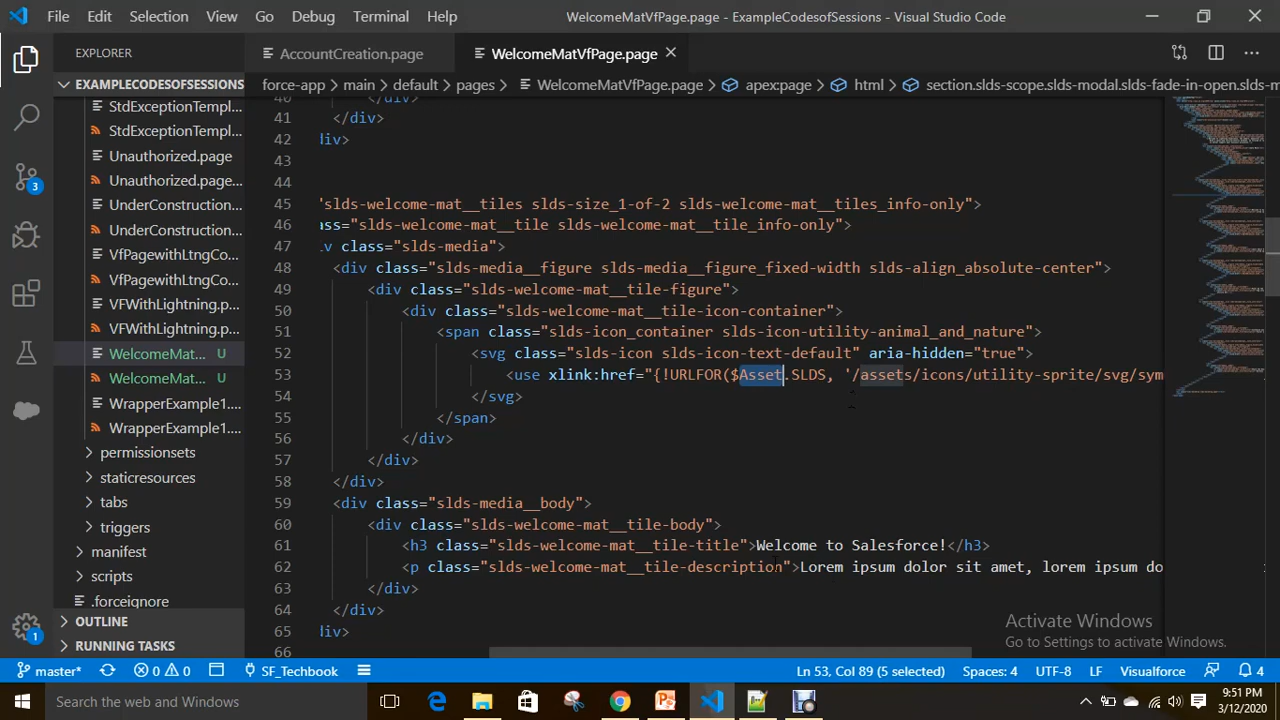 File Edit Selection View Go Debug Terminal Help WelcomeMatVfPage.page - ExampleCodesofSessions - Visual Studio Code
EXPLORER
AccountCreation.page
WelcomeMatVfPage.page
EXAMPLECODESOFSESSIONS
force-app > main > default > pages > WelcomeMatVfPage.page > apex:page > html > section.slds-scope.slds-modal.slds-fade-in-open.slds-m
StdExceptionTempl...
StdExceptionTempl...
Unauthorized.page
Unauthorized.page...
UnderConstruction...
UnderConstruction...
VfPagewithLtngCo...
VfPagewithLtngCo...
VFWithLightning.p...
VFWithLightning.p...
WelcomeMat... U
WelcomeMat... U
WrapperExample1....
WrapperExample1....
permissionsets
staticresources
tabs
triggers
manifest
scripts
.forceignore
OUTLINE
RUNNING TASKS
3
1
40 </div>
41 </div>
42 div>
43
44
45 "slds-welcome-mat__tiles slds-size_1-of-2 slds-welcome-mat__tiles_info-only">
46 ass="slds-welcome-mat__tile slds-welcome-mat__tile_info-only">
47 v class="slds-media">
48 <div class="slds-media__figure slds-media__figure_fixed-width slds-align_absolute-center">
49 <div class="slds-welcome-mat__tile-figure">
50 <div class="slds-welcome-mat__tile-icon-container">
51 <span class="slds-icon_container slds-icon-utility-animal_and_nature">
52 <svg class="slds-icon slds-icon-text-default" aria-hidden="true">
53 <use xlink:href="{!URLFOR($Asset.SLDS, '/assets/icons/utility-sprite/svg/sym
54 </svg>
55 </span>
56 </div>
57 </div>
58 </div>
59 <div class="slds-media__body">
60 <div class="slds-welcome-mat__tile-body">
61 <h3 class="slds-welcome-mat__tile-title">Welcome to Salesforce!</h3>
62 <p class="slds-welcome-mat__tile-description">Lorem ipsum dolor sit amet, lorem ipsum do
63 </div>
64 </div>
65 div>
66
Activate Windows
Go to Settings to activate Windows.
master* 0 0 SF_Techbook Ln 53, Col 89 (5 selected) Spaces: 4 UTF-8 LF Visualforce 4
Search the web and Windows
9:51 PM
3/12/2020